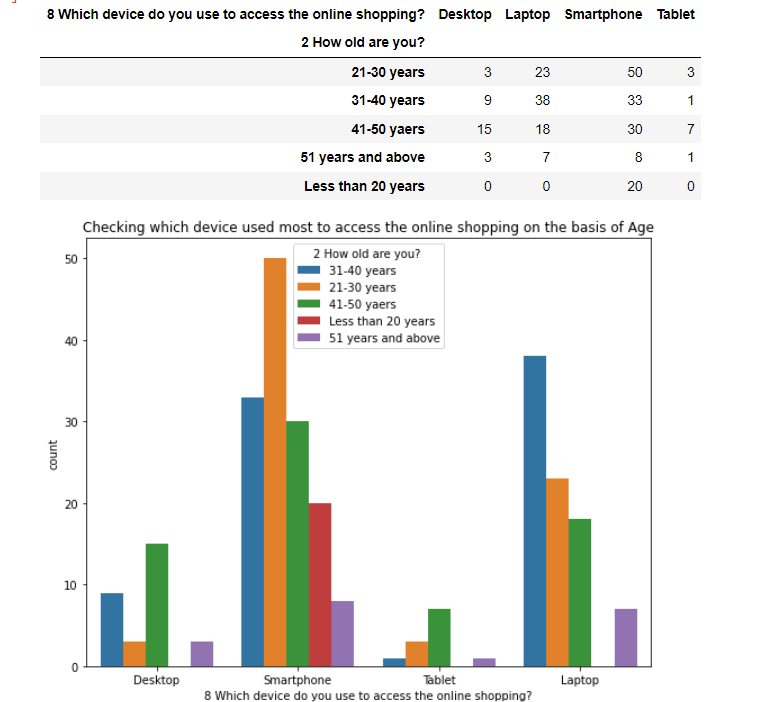 8 Which device do you use to access the online shopping? Desktop Laptop Smartphone Tablet
2 How old are you?
21-30 years 3 23 50 3
31-40 years 9 38 33 1
41-50 yaers 15 18 30 7
51 years and above 3 7 8 1
Less than 20 years 0 0 20 0
Checking which device used most to access the online shopping on the basis of Age
2 How old are you?
31-40 years
21-30 years
41-50 yaers
Less than 20 years
51 years and above
50
40
30
20
10
0
count
Desktop Smartphone Tablet Laptop
8 Which device do you use to access the online shopping?